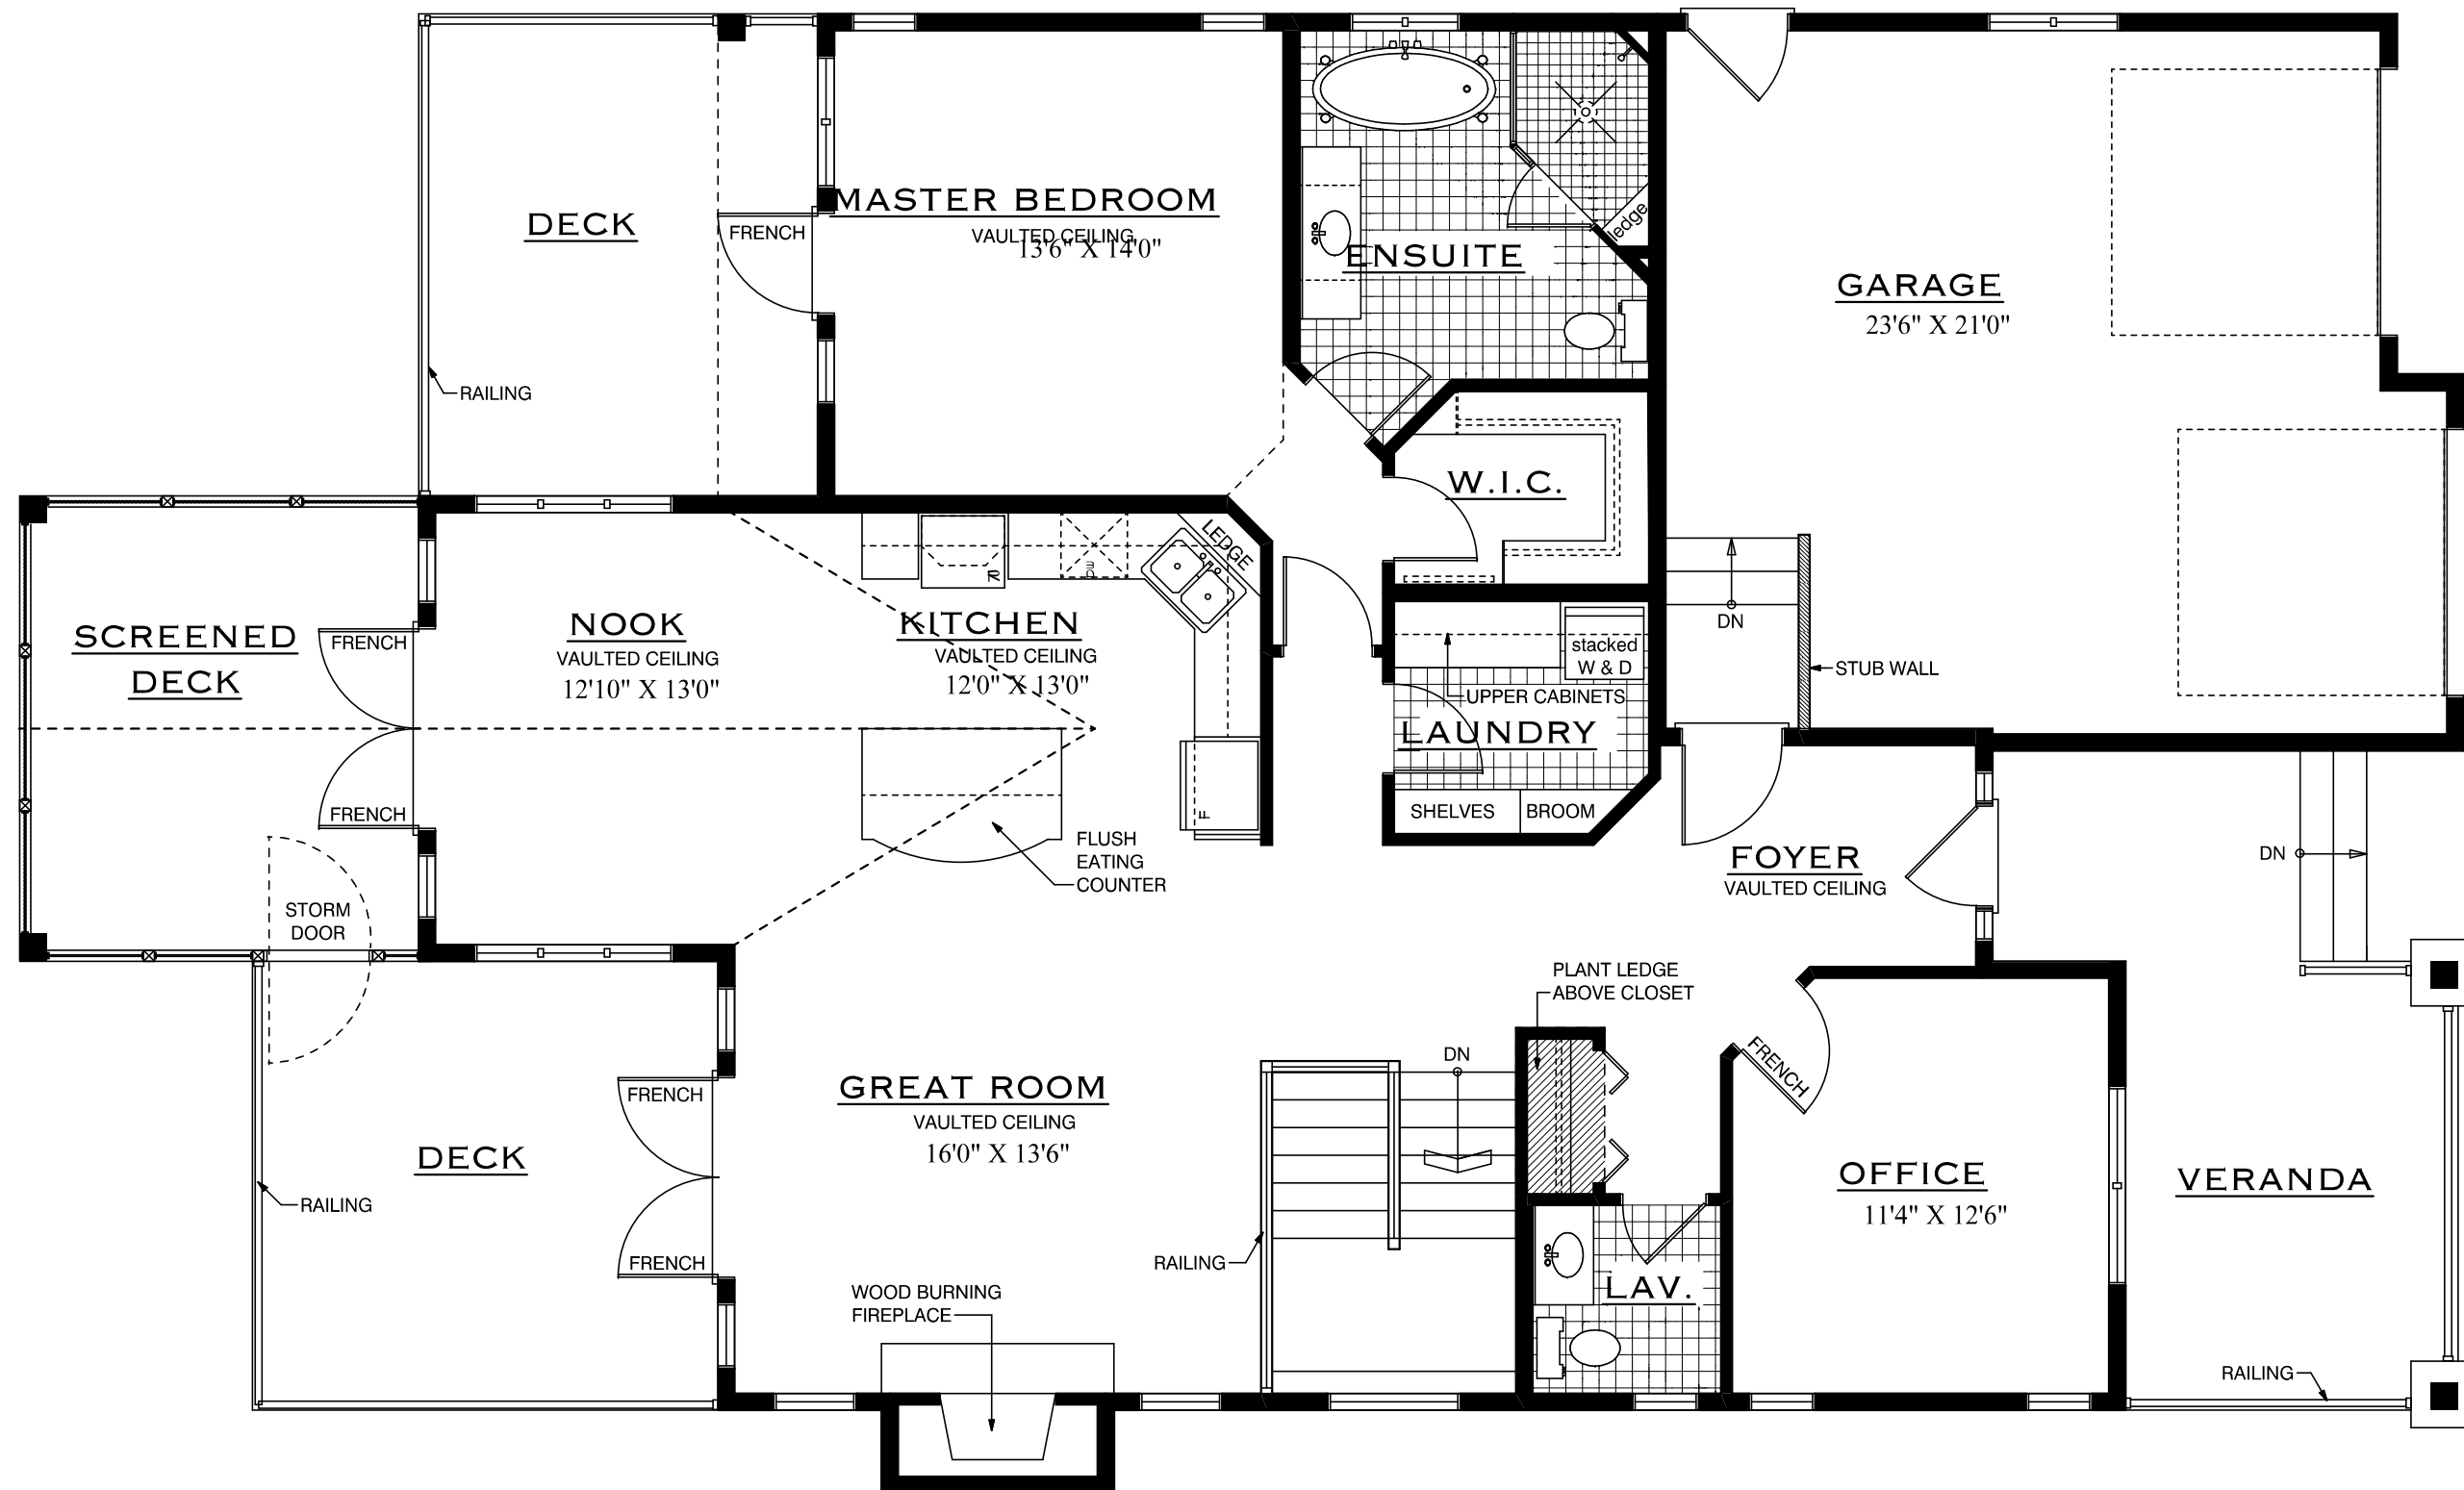 DECK
FRENCH
RAILING
MASTER BEDROOM
VAULTED CEILING
13'6" X 14'0"
ENSUITE
ledge
GARAGE
23'6" X 21'0"
W.I.C.
LEDGE
DW
SCREENED
DECK
FRENCH
FRENCH
STORM
DOOR
NOOK
VAULTED CEILING
12'10" X 13'0"
KITCHEN
VAULTED CEILING
12'0" X 13'0"
F
FLUSH
EATING
COUNTER
stacked
W & D
UPPER CABINETS
LAUNDRY
SHELVES
BROOM
DN
STUB WALL
FOYER
VAULTED CEILING
DN
PLANT LEDGE
ABOVE CLOSET
DECK
RAILING
FRENCH
FRENCH
GREAT ROOM
VAULTED CEILING
16'0" X 13'6"
WOOD BURNING
FIREPLACE
DN
RAILING
LAV.
FRENCH
OFFICE
11'4" X 12'6"
VERANDA
RAILING